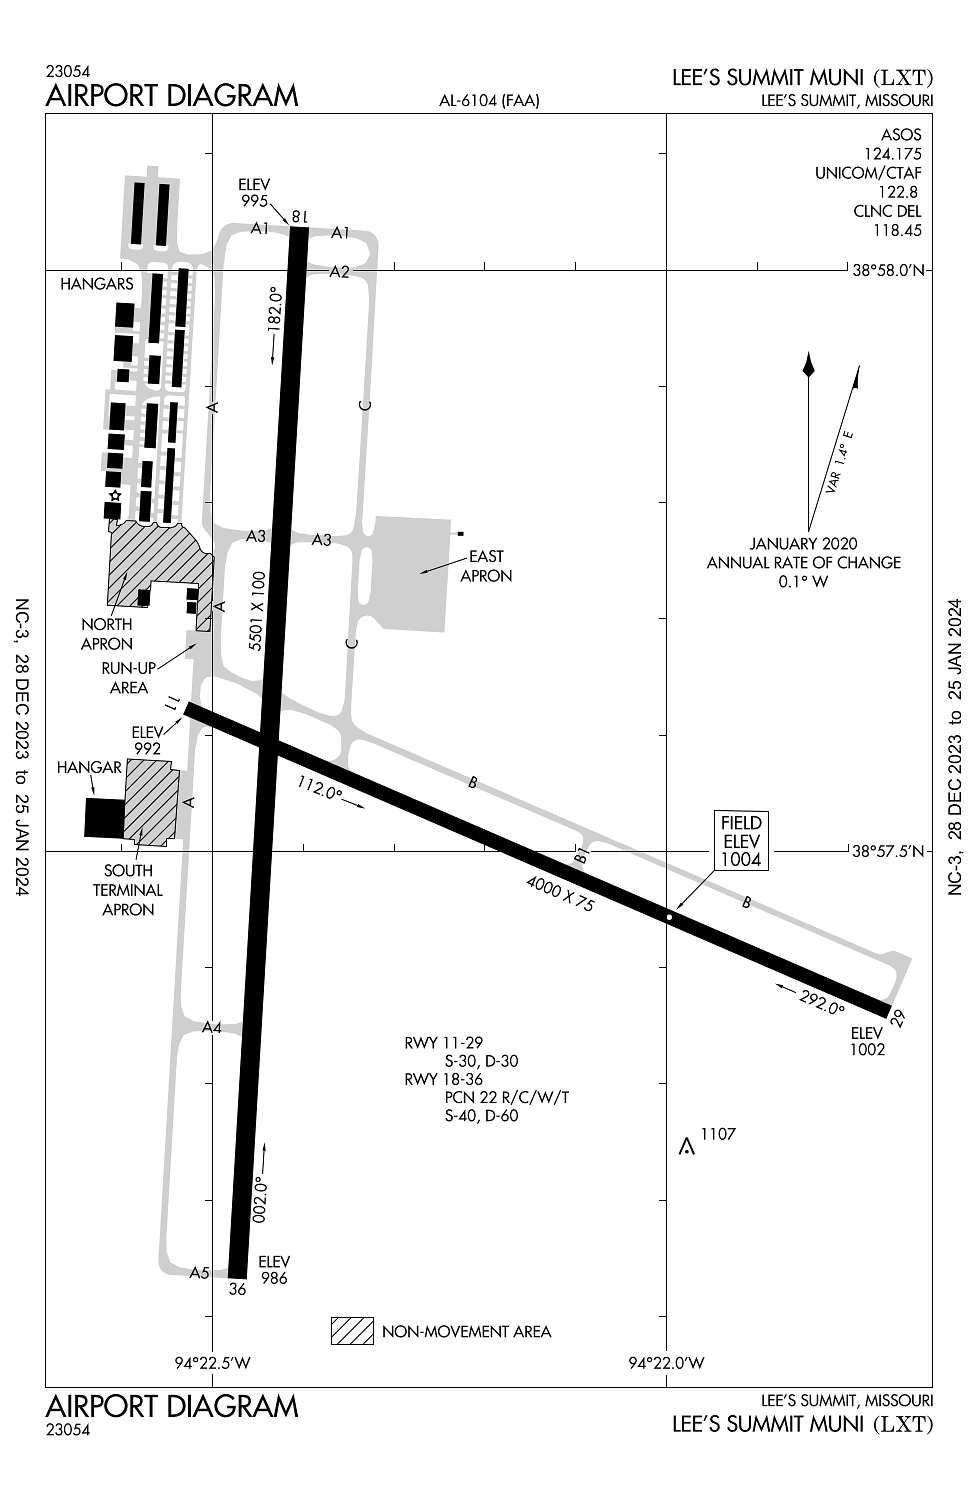 23054
AIRPORT DIAGRAM
AL-6104 (FAA)
LEE'S SUMMIT MUNI (LXT)
LEE'S SUMMIT, MISSOURI
ASOS
124.175
UNICOM/CTAF
122.8
CLNC DEL
118.45
ELEV
995
18
A1
A1
A2
38°58.0'N
HANGARS
182.0°
A
C
VAR 1.4° E
JANUARY 2020
ANNUAL RATE OF CHANGE
0.1° W
A3
A3
EAST
APRON
5501 X 100
A
NORTH
APRON
C
RUN-UP
AREA
11
ELEV
992
HANGAR
A
112.0°
B
FIELD
ELEV
1004
B1
38°57.5'N
SOUTH
TERMINAL
APRON
4000 X 75
B
292.0°
29
ELEV
1002
A4
RWY 11-29
S-30, D-30
RWY 18-36
PCN 22 R/C/W/T
S-40, D-60
1107
002.0°
A5
ELEV
986
36
NON-MOVEMENT AREA
94°22.5'W
94°22.0'W
AIRPORT DIAGRAM
23054
LEE'S SUMMIT, MISSOURI
LEE'S SUMMIT MUNI (LXT)
NC-3, 28 DEC 2023 to 25 JAN 2024
NC-3, 28 DEC 2023 to 25 JAN 2024